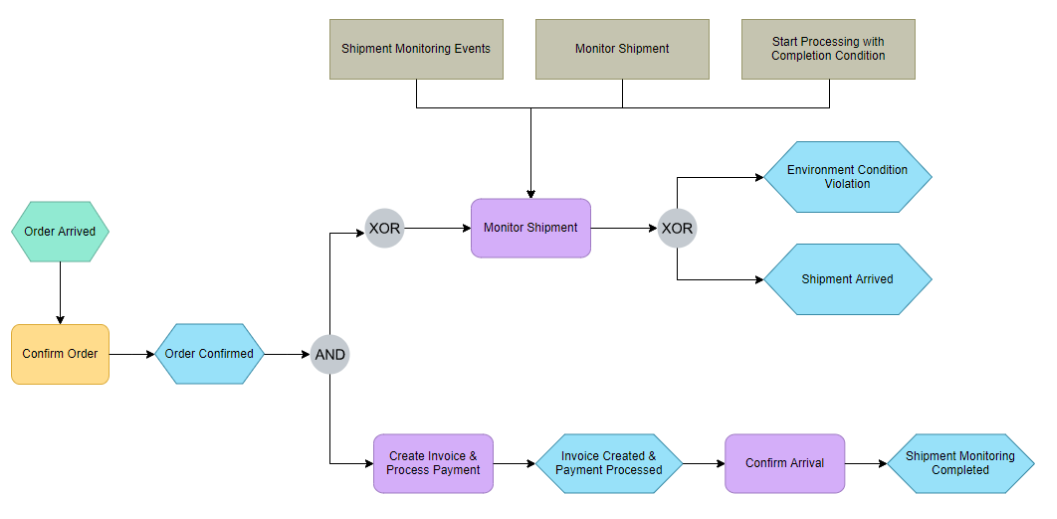 Shipment Monitoring Events
Monitor Shipment
Start Processing with
Completion Condition
Environment Condition
Violation
Order Arrived
XOR
Monitor Shipment
XOR
Shipment Arrived
Confirm Order
Order Confirmed
AND
Create Invoice &
Process Payment
Invoice Created &
Payment Processed
Confirm Arrival
Shipment Monitoring
Completed